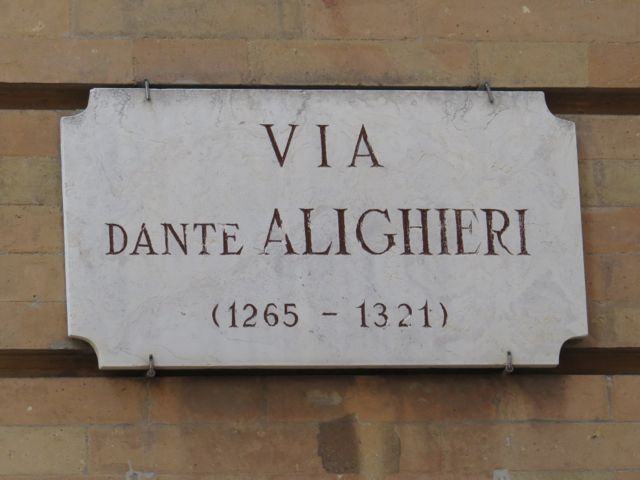 VIA
DANTE ALIGHIERI
(1265 - 1321)